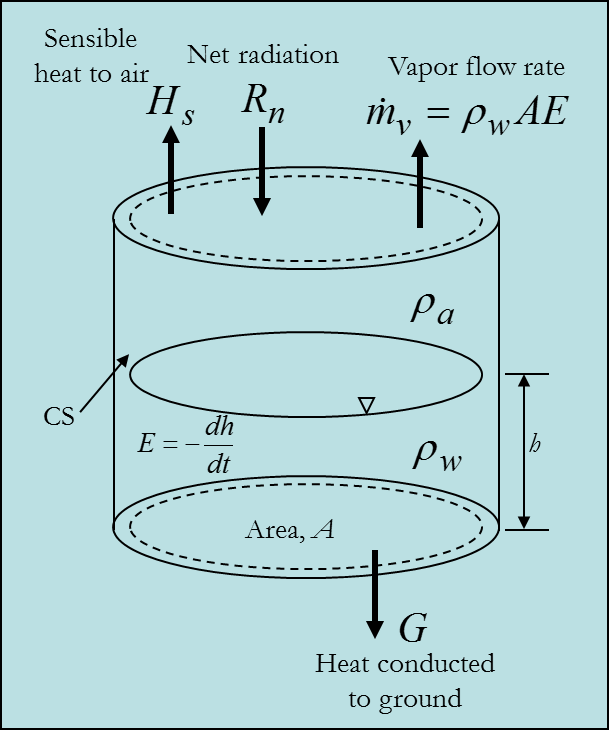 Sensible
heat to air
Net radiation
Vapor flow rate
H_s
R_n
ṁ_v = ρ_w AE
ρ_a
CS
E = −dh/dt
ρ_w
h
Area, A
G
Heat conducted
to ground